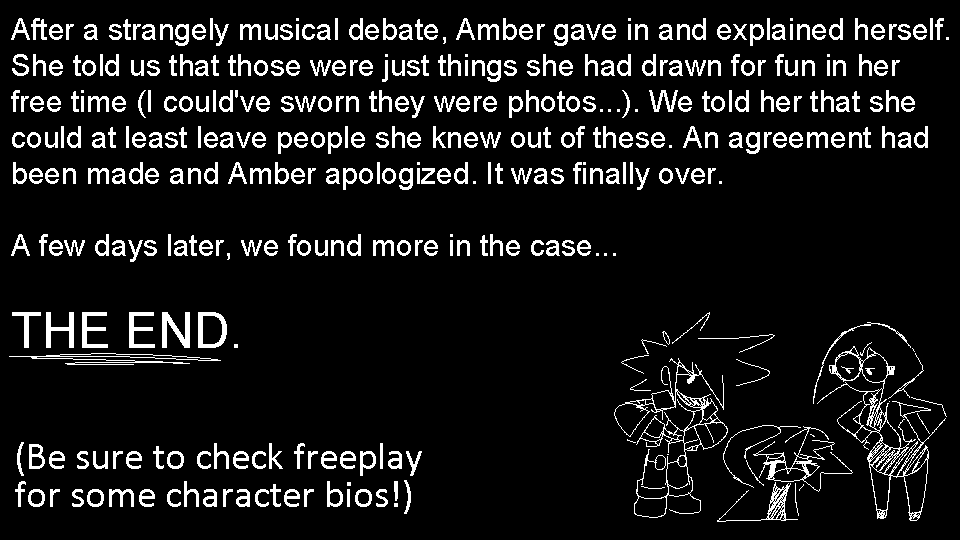 After a strangely musical debate, Amber gave in and explained herself.
She told us that those were just things she had drawn for fun in her
free time (I could've sworn they were photos...). We told her that she
could at least leave people she knew out of these. An agreement had
been made and Amber apologized. It was finally over.
A few days later, we found more in the case...
THE END.
(Be sure to check freeplay
for some character bios!)